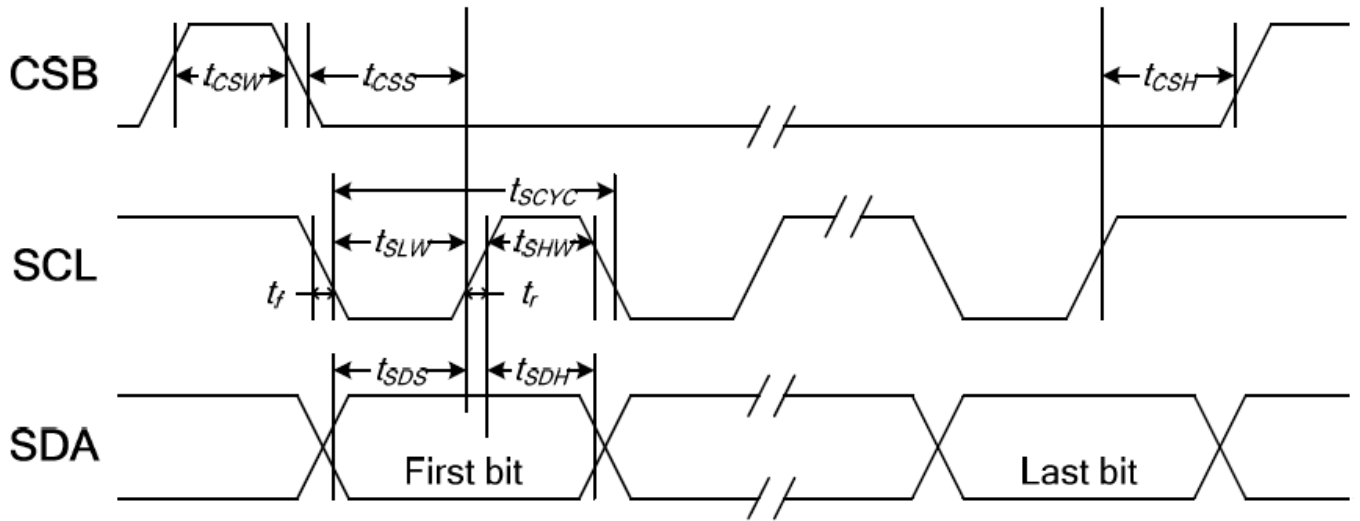 CSB
tCSW
tCSS
tCSH
tSCYC
SCL
tSLW
tSHW
tf
tr
tSDS
tSDH
SDA
First bit
Last bit